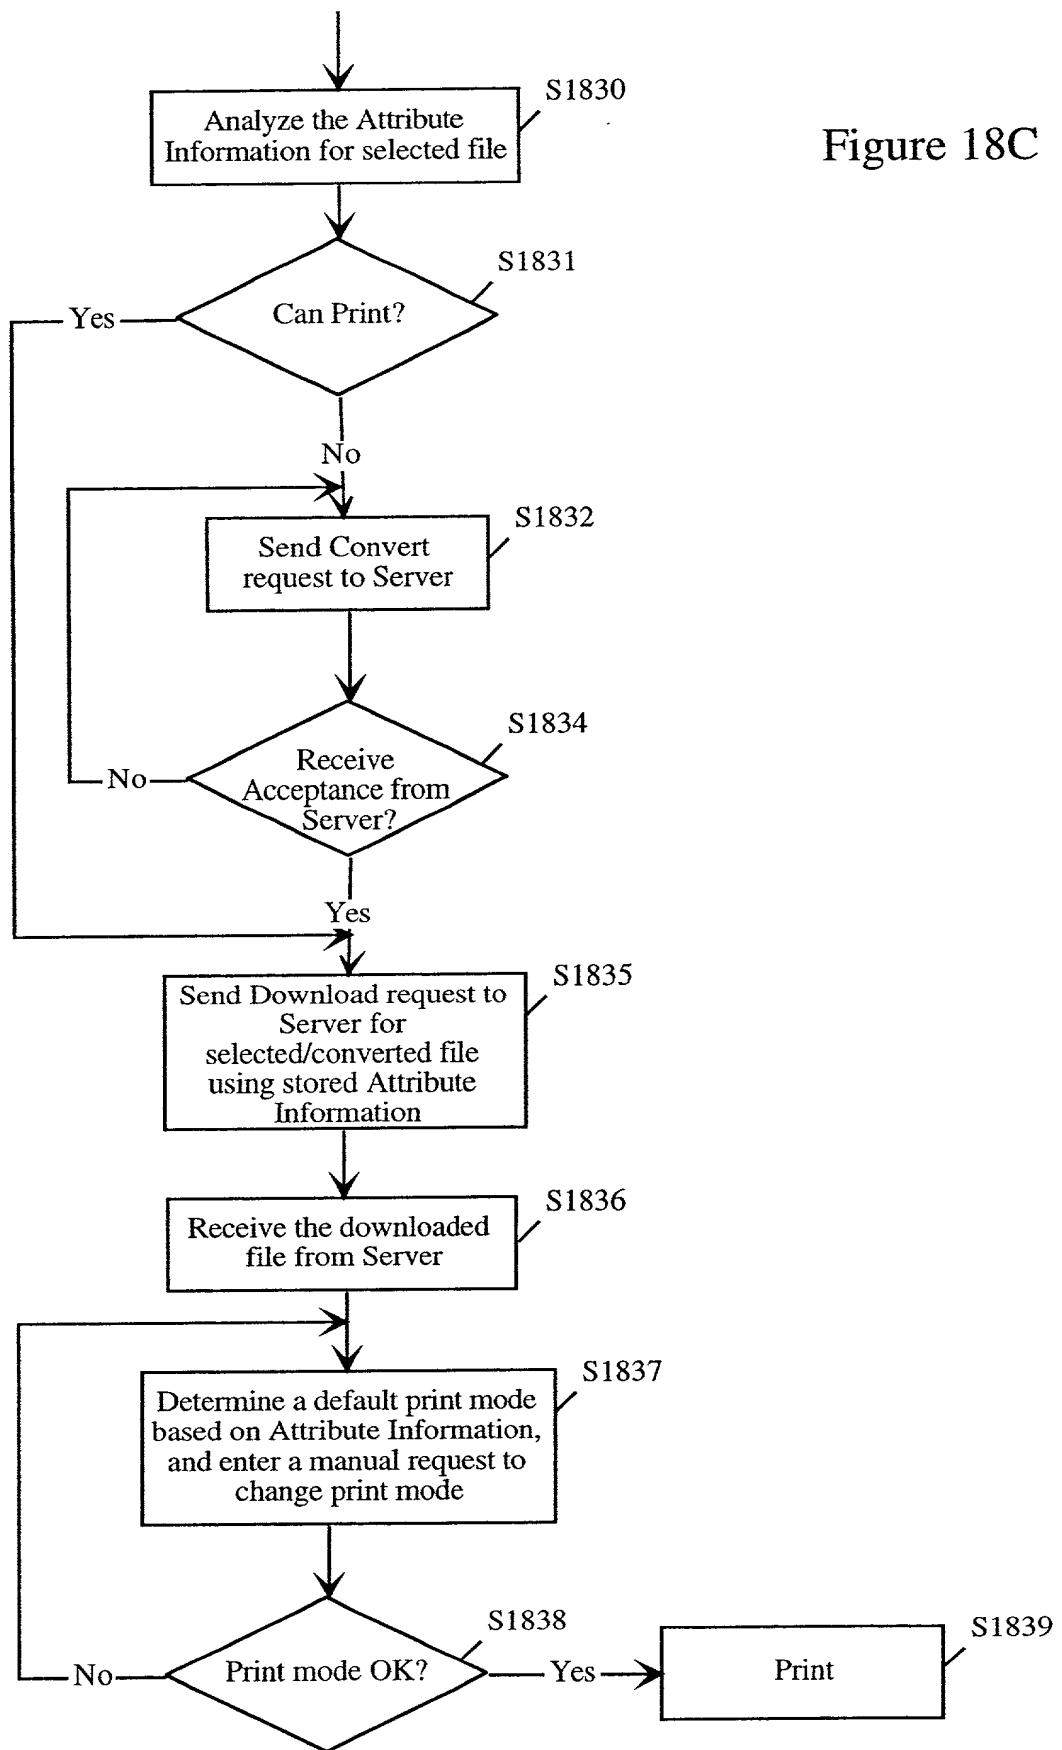 S1830
Analyze the Attribute
Information for selected file
Figure 18C
S1831
Can Print?
Yes
No
S1832
Send Convert
request to Server
S1834
Receive
Acceptance from
Server?
No
Yes
S1835
Send Download request to
Server for
selected/converted file
using stored Attribute
Information
S1836
Receive the downloaded
file from Server
S1837
Determine a default print mode
based on Attribute Information,
and enter a manual request to
change print mode
S1838
Print mode OK?
No
Yes
S1839
Print